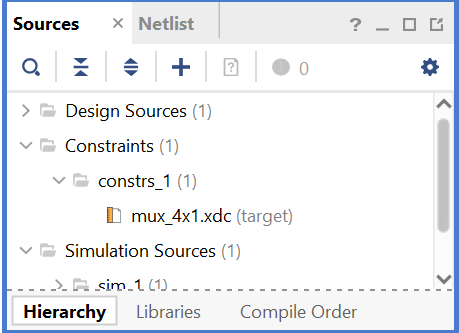 Sources × Netlist ? _
0
Design Sources (1)
Constraints (1)
constrs_1 (1)
mux_4x1.xdc (target)
Simulation Sources (1)
sim_1 (1)
Hierarchy Libraries Compile Order